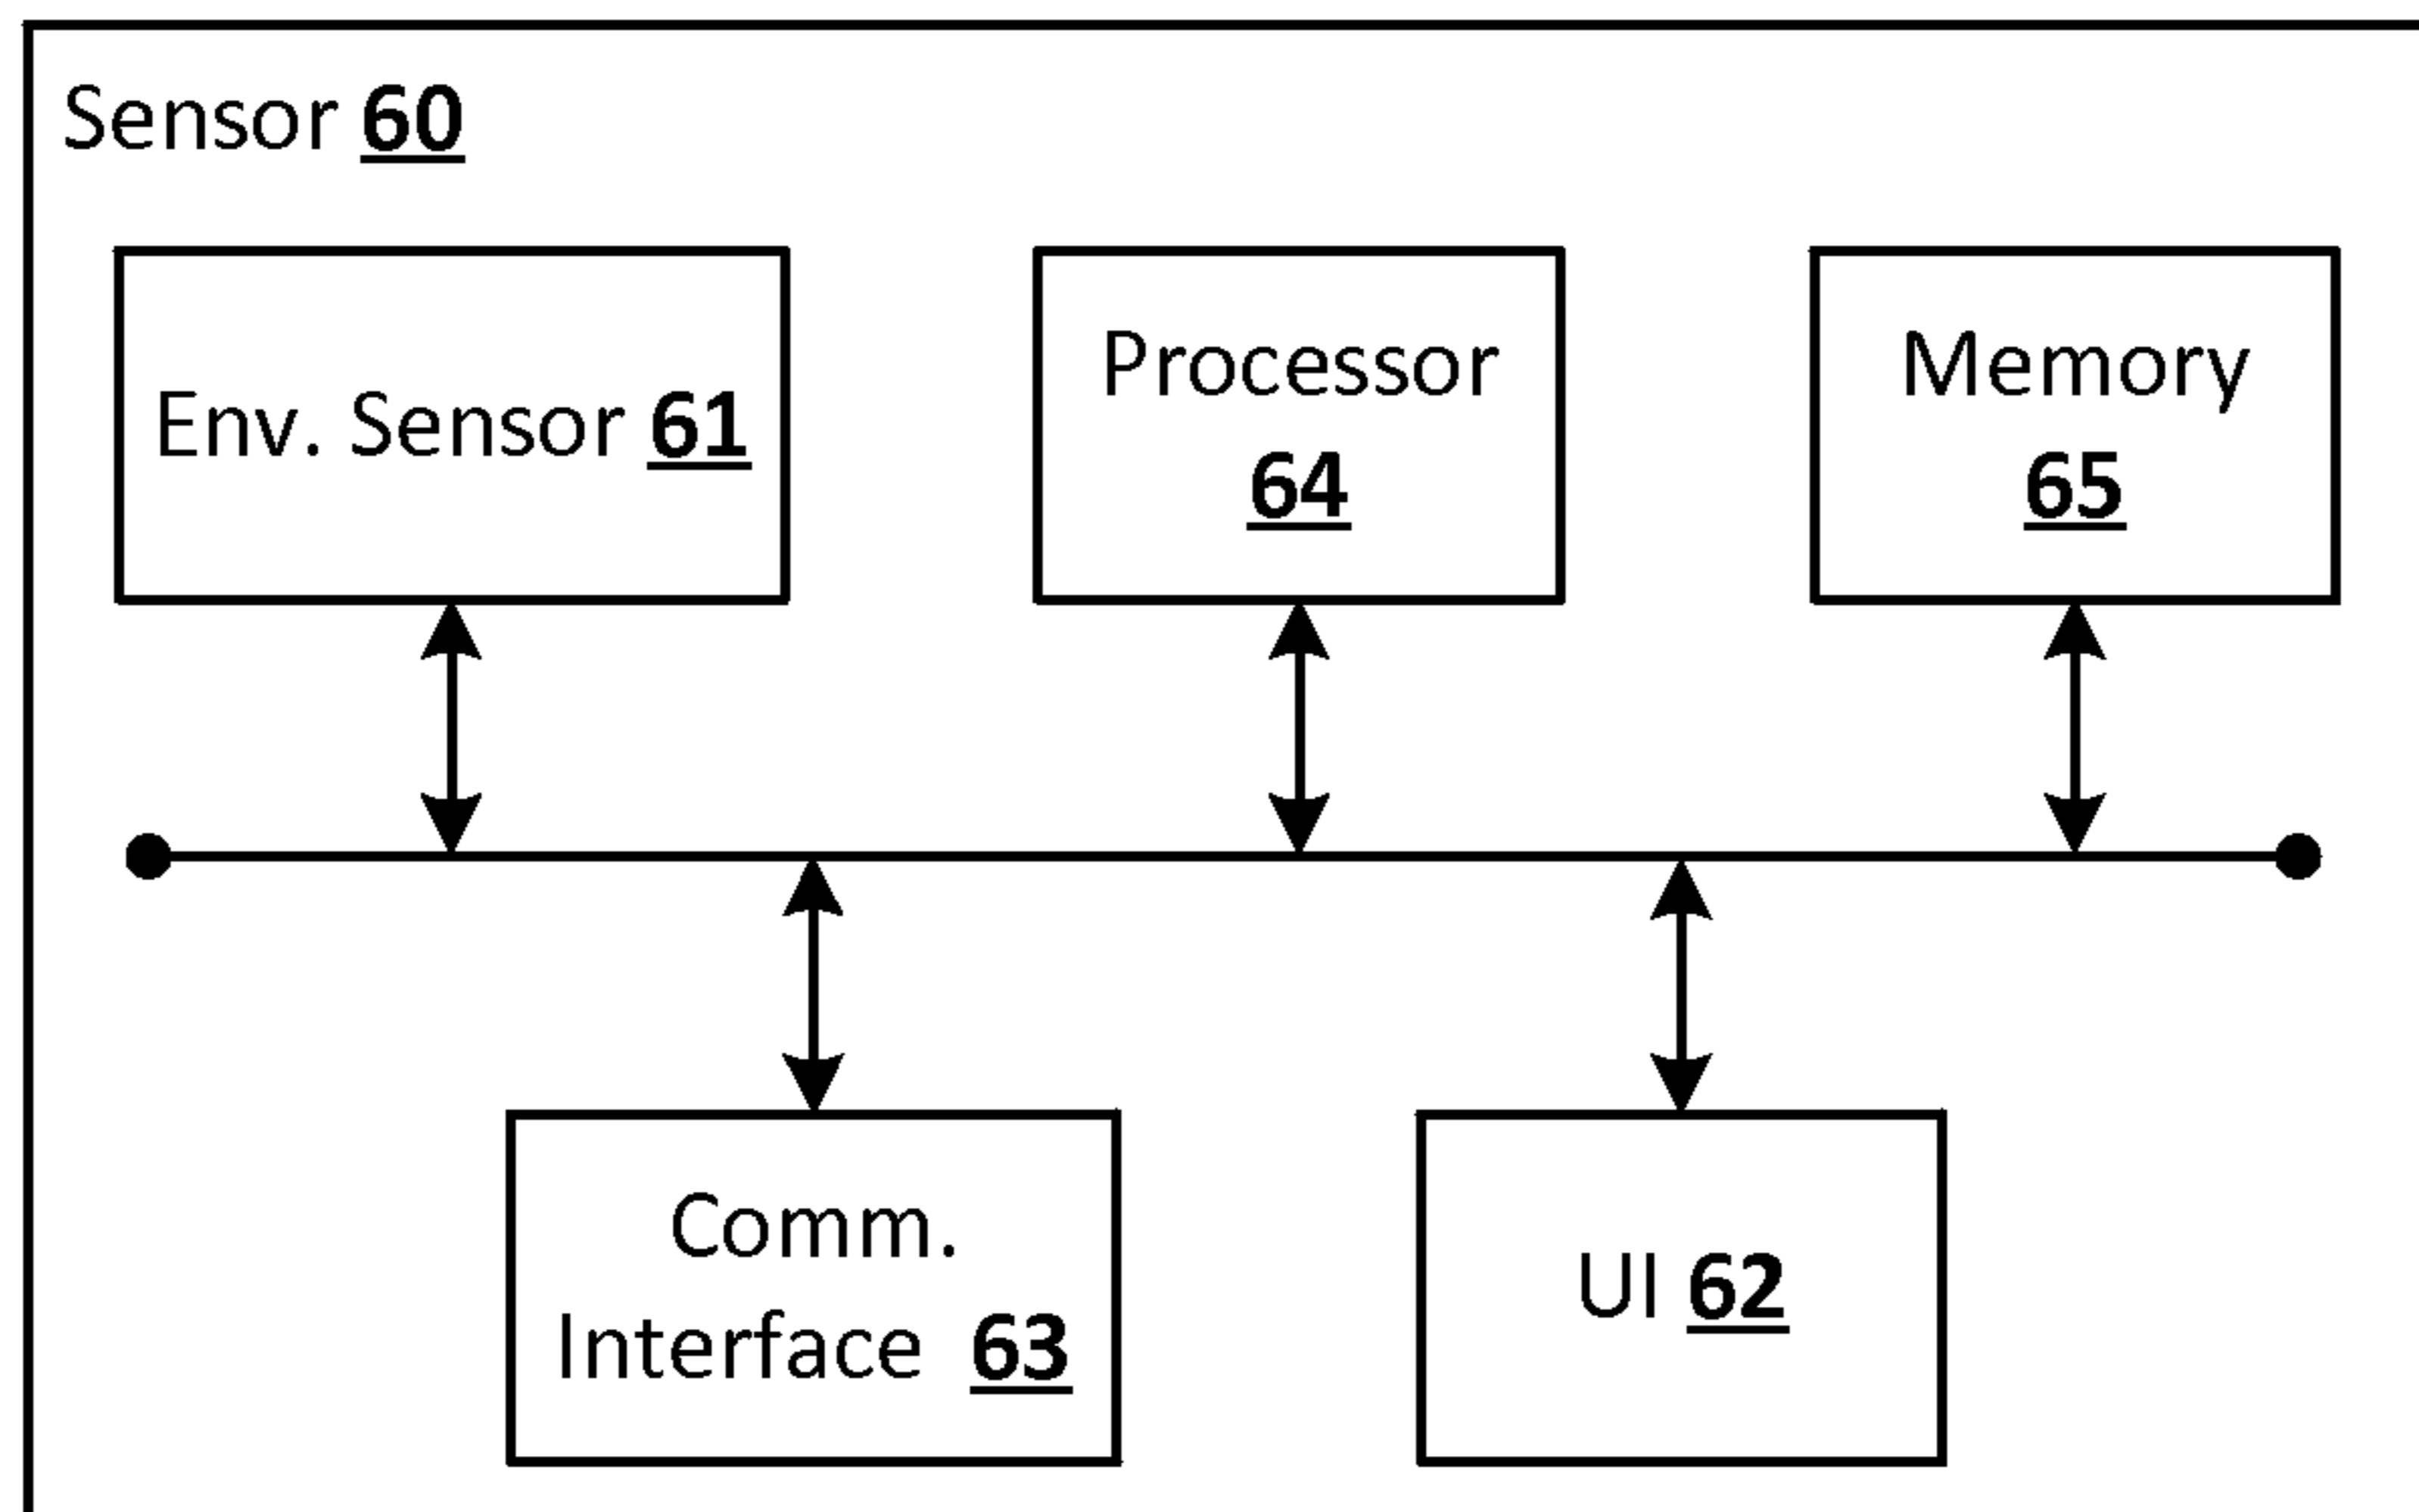 Sensor 60
Env. Sensor 61
Processor
64
Memory
65
Comm.
Interface 63
UI 62